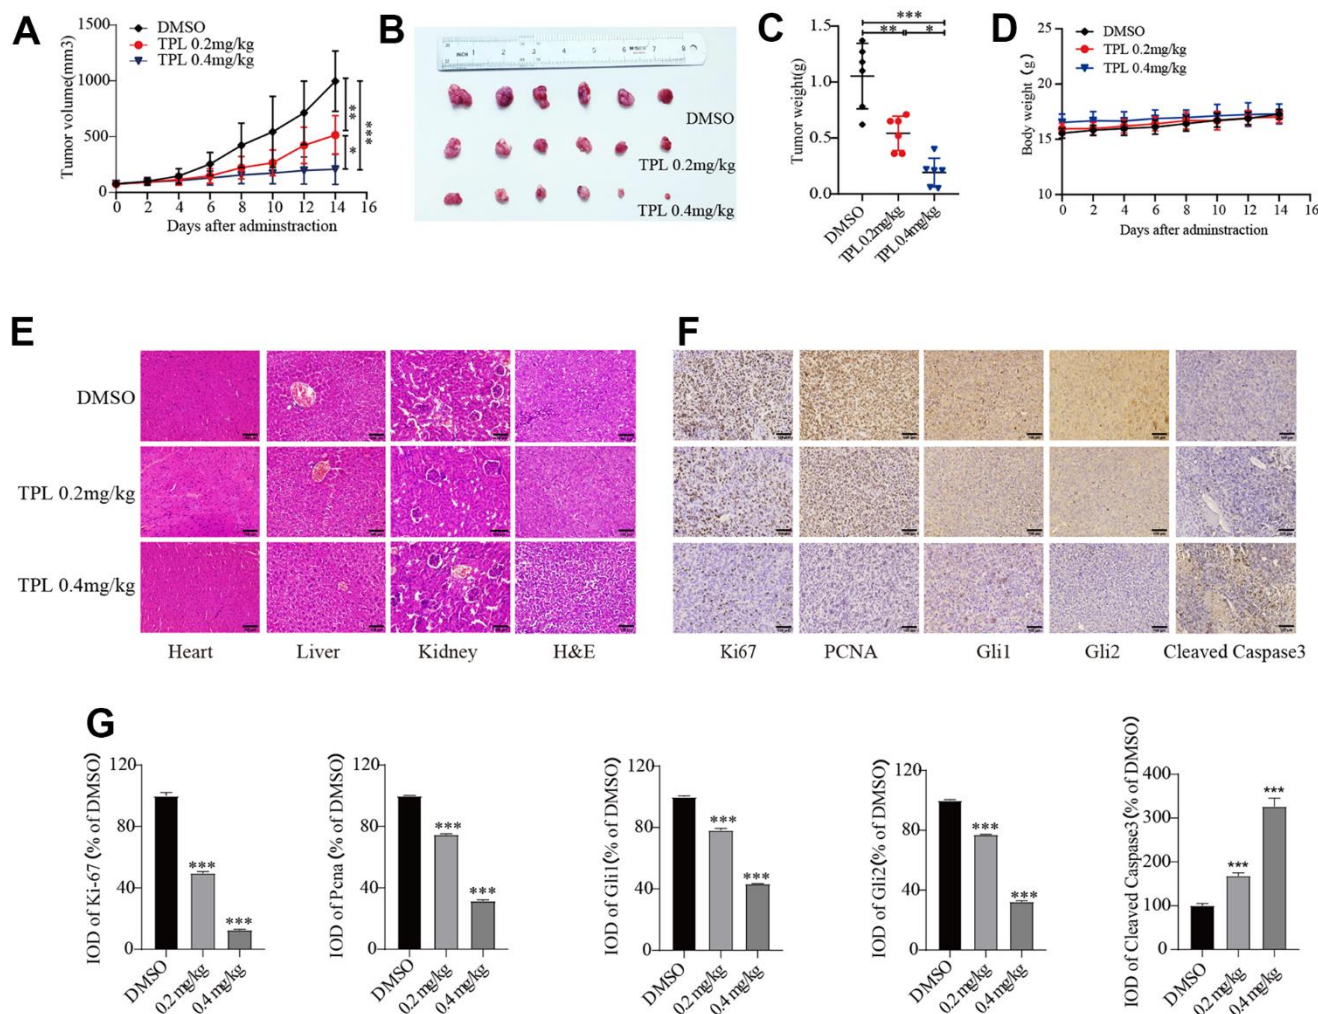 A
Tumor volume(mm3)
1500
1000
500
0
0 2 4 6 8 10 12 14 16
Days after adminstraction
DMSO
TPL 0.2mg/kg
TPL 0.4mg/kg
**
*
***
B
INCH 1 2 3 4 5 6 7 8
DMSO
TPL 0.2mg/kg
TPL 0.4mg/kg
C
Tumor weight(g)
1.5
1.0
0.5
0.0
***
** *
DMSO
TPL 0.2mg/kg
TPL 0.4mg/kg
D
DMSO
TPL 0.2mg/kg
TPL 0.4mg/kg
Body weight (g)
25
20
15
10
0 2 4 6 8 10 12 14 16
Days after adminstraction
E
DMSO
TPL 0.2mg/kg
TPL 0.4mg/kg
Heart Liver Kidney H&E
F
Ki67 PCNA Gli1 Gli2 Cleaved Caspase3
G
IOD of Ki-67 (% of DMSO)
120
80
40
0
***
***
DMSO
0.2 mg/kg
0.4 mg/kg
IOD of Pcna (% of DMSO)
120
80
40
0
***
***
DMSO
0.2 mg/kg
0.4 mg/kg
IOD of Gli1(% of DMSO)
120
80
40
0
***
***
DMSO
0.2 mg/kg
0.4 mg/kg
IOD of Gli2(% of DMSO)
120
80
40
0
***
***
DMSO
0.2 mg/kg
0.4 mg/kg
IOD of Cleaved Caspase3(% of DMSO)
400
300
200
100
0
***
***
DMSO
0.2 mg/kg
0.4 mg/kg